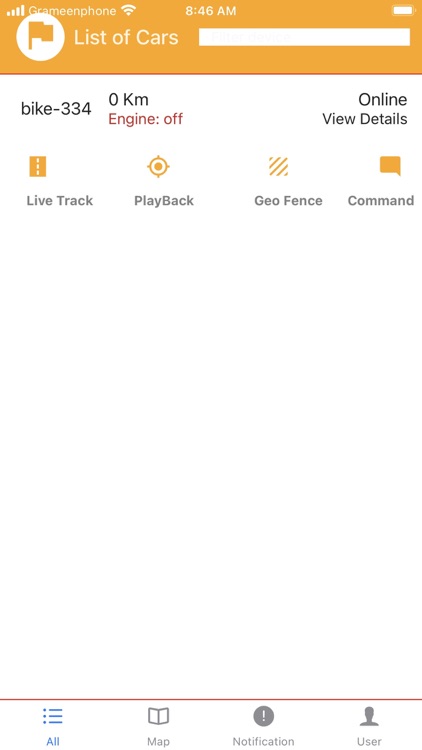 Grameenphone 8:46 AM
List of Cars
bike-334 0 Km Online
Engine: off View Details
Live Track PlayBack Geo Fence Command
All Map Notification User